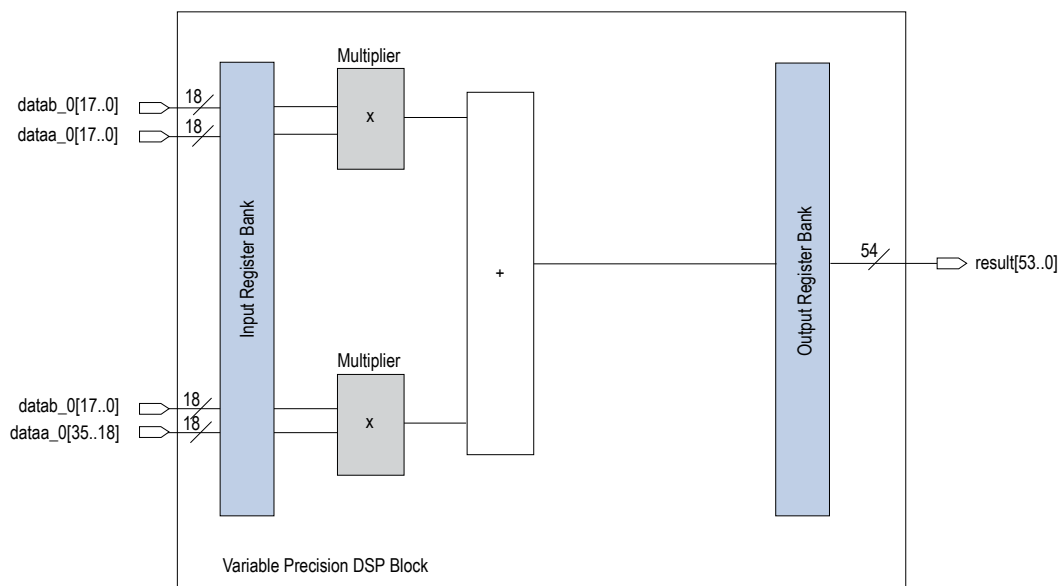 Multiplier
18
datab_0[17..0]
x
18
dataa_0[17..0]
Input Register Bank
Output Register Bank
54
result[53..0]
+
Multiplier
18
datab_0[17..0]
18
dataa_0[35..18]
x
Variable Precision DSP Block